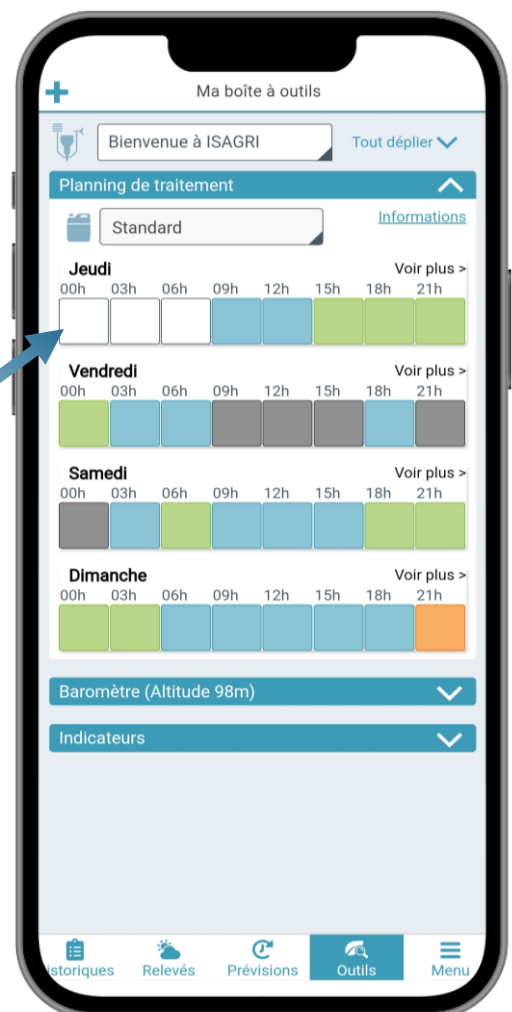 Ma boîte à outils
Bienvenue à ISAGRI
Tout déplier
Planning de traitement
Standard
Informations
Jeudi
Voir plus >
00h 03h 06h 09h 12h 15h 18h 21h
Vendredi
Voir plus >
00h 03h 06h 09h 12h 15h 18h 21h
Samedi
Voir plus >
00h 03h 06h 09h 12h 15h 18h 21h
Dimanche
Voir plus >
00h 03h 06h 09h 12h 15h 18h 21h
Baromètre (Altitude 98m)
Indicateurs
istoriques Relevés Prévisions Outils Menu